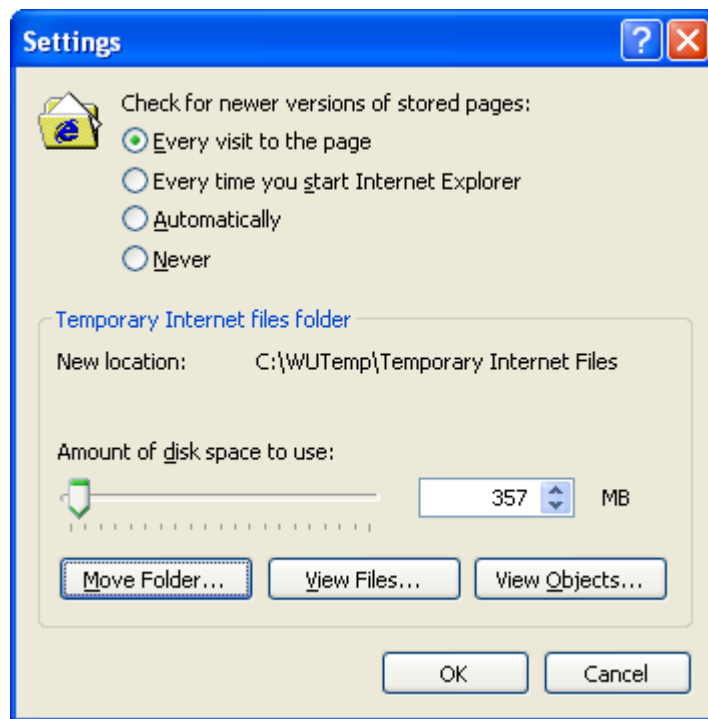 Settings
Check for newer versions of stored pages:
Every visit to the page
Every time you start Internet Explorer
Automatically
Never
Temporary Internet files folder
New location: C:\WUTemp\Temporary Internet Files
Amount of disk space to use:
357 MB
Move Folder... View Files... View Objects...
OK Cancel